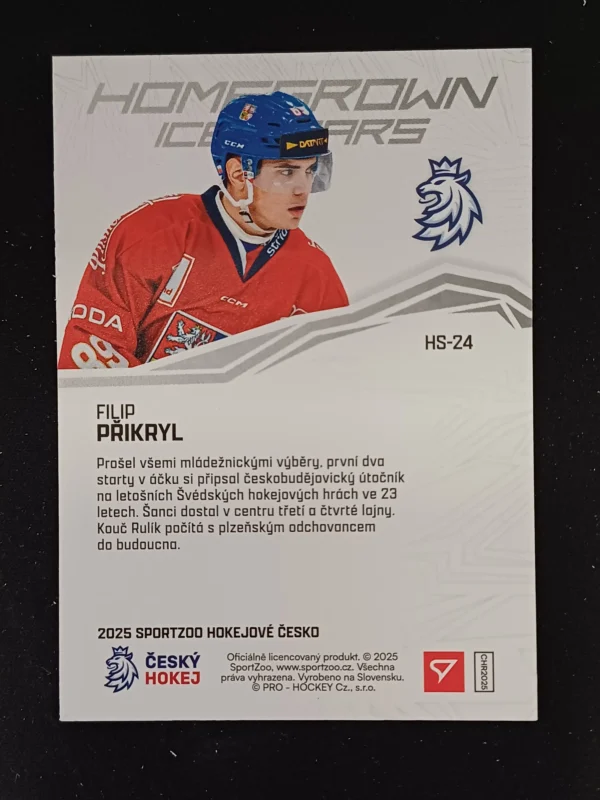 HOMEGROWN
ICE STARS
CCM
CCM
ODA
89
HS-24
FILIP
PŘIKRYL
Prošel všemi mládežnickými výběry, první dva
starty v áčku si připsal českobudějovický útočník
na letošních Švédských hokejových hrách ve 23
letech. Šanci dostal v centru třetí a čtvrté lajny.
Kouč Rulík počítá s plzeňským odchovancem
do budoucna.
2025 SPORTZOO HOKEJOVÉ ČESKO
ČESKÝ
HOKEJ
Oficiálně licencovaný produkt. © 2025
SportZoo, www.sportzoo.cz. Všechna
práva vyhrazena. Vyrobeno na Slovensku.
© PRO - HOCKEY Cz., s.r.o.
CHR2025